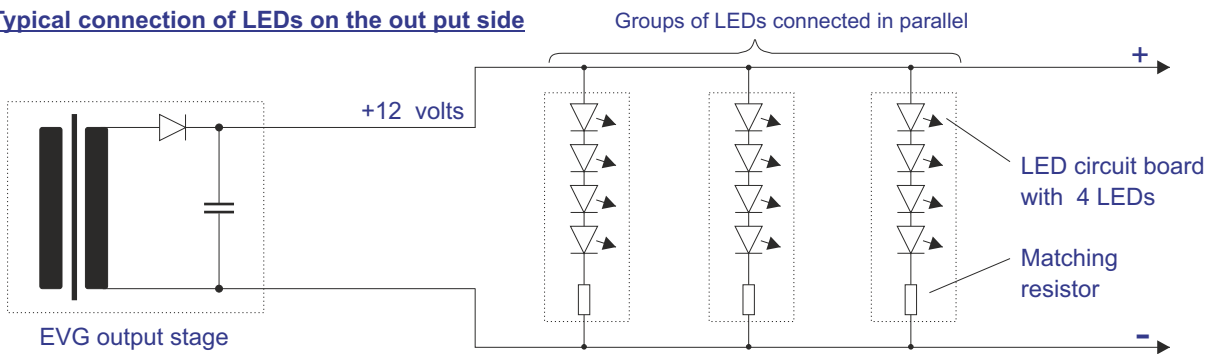 Typical connection of LEDs on the out put side
Groups of LEDs connected in parallel
+
+12 volts
LED circuit board
with 4 LEDs
Matching
resistor
EVG output stage
-